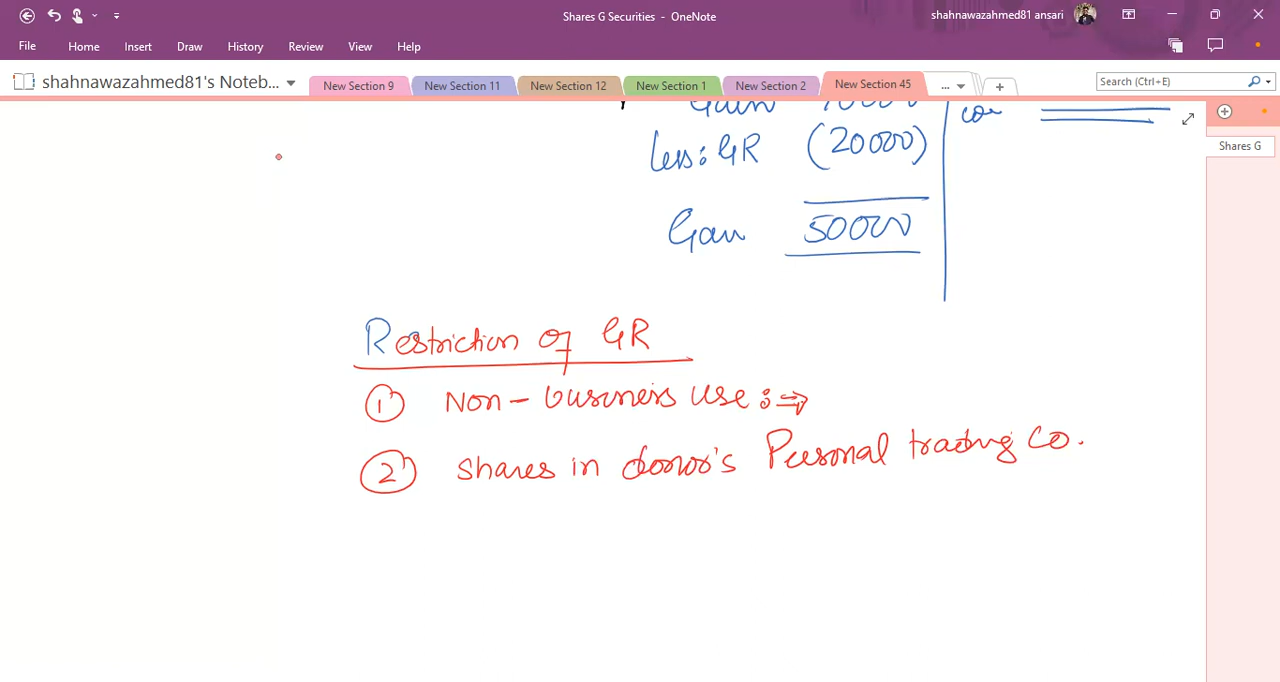 Shares G Securities - OneNote
shahnawazahmed81 ansari
File Home Insert Draw History Review View Help
shahnawazahmed81's Noteb...
New Section 9 New Section 11 New Section 12 New Section 1 New Section 2 New Section 45 ...
Search (Ctrl+E)
Shares G
Gain
Less: GR (20000)
Gain 50000
Restriction of GR
① Non-business use:⇒
② Shares in donor's Personal trading Co.